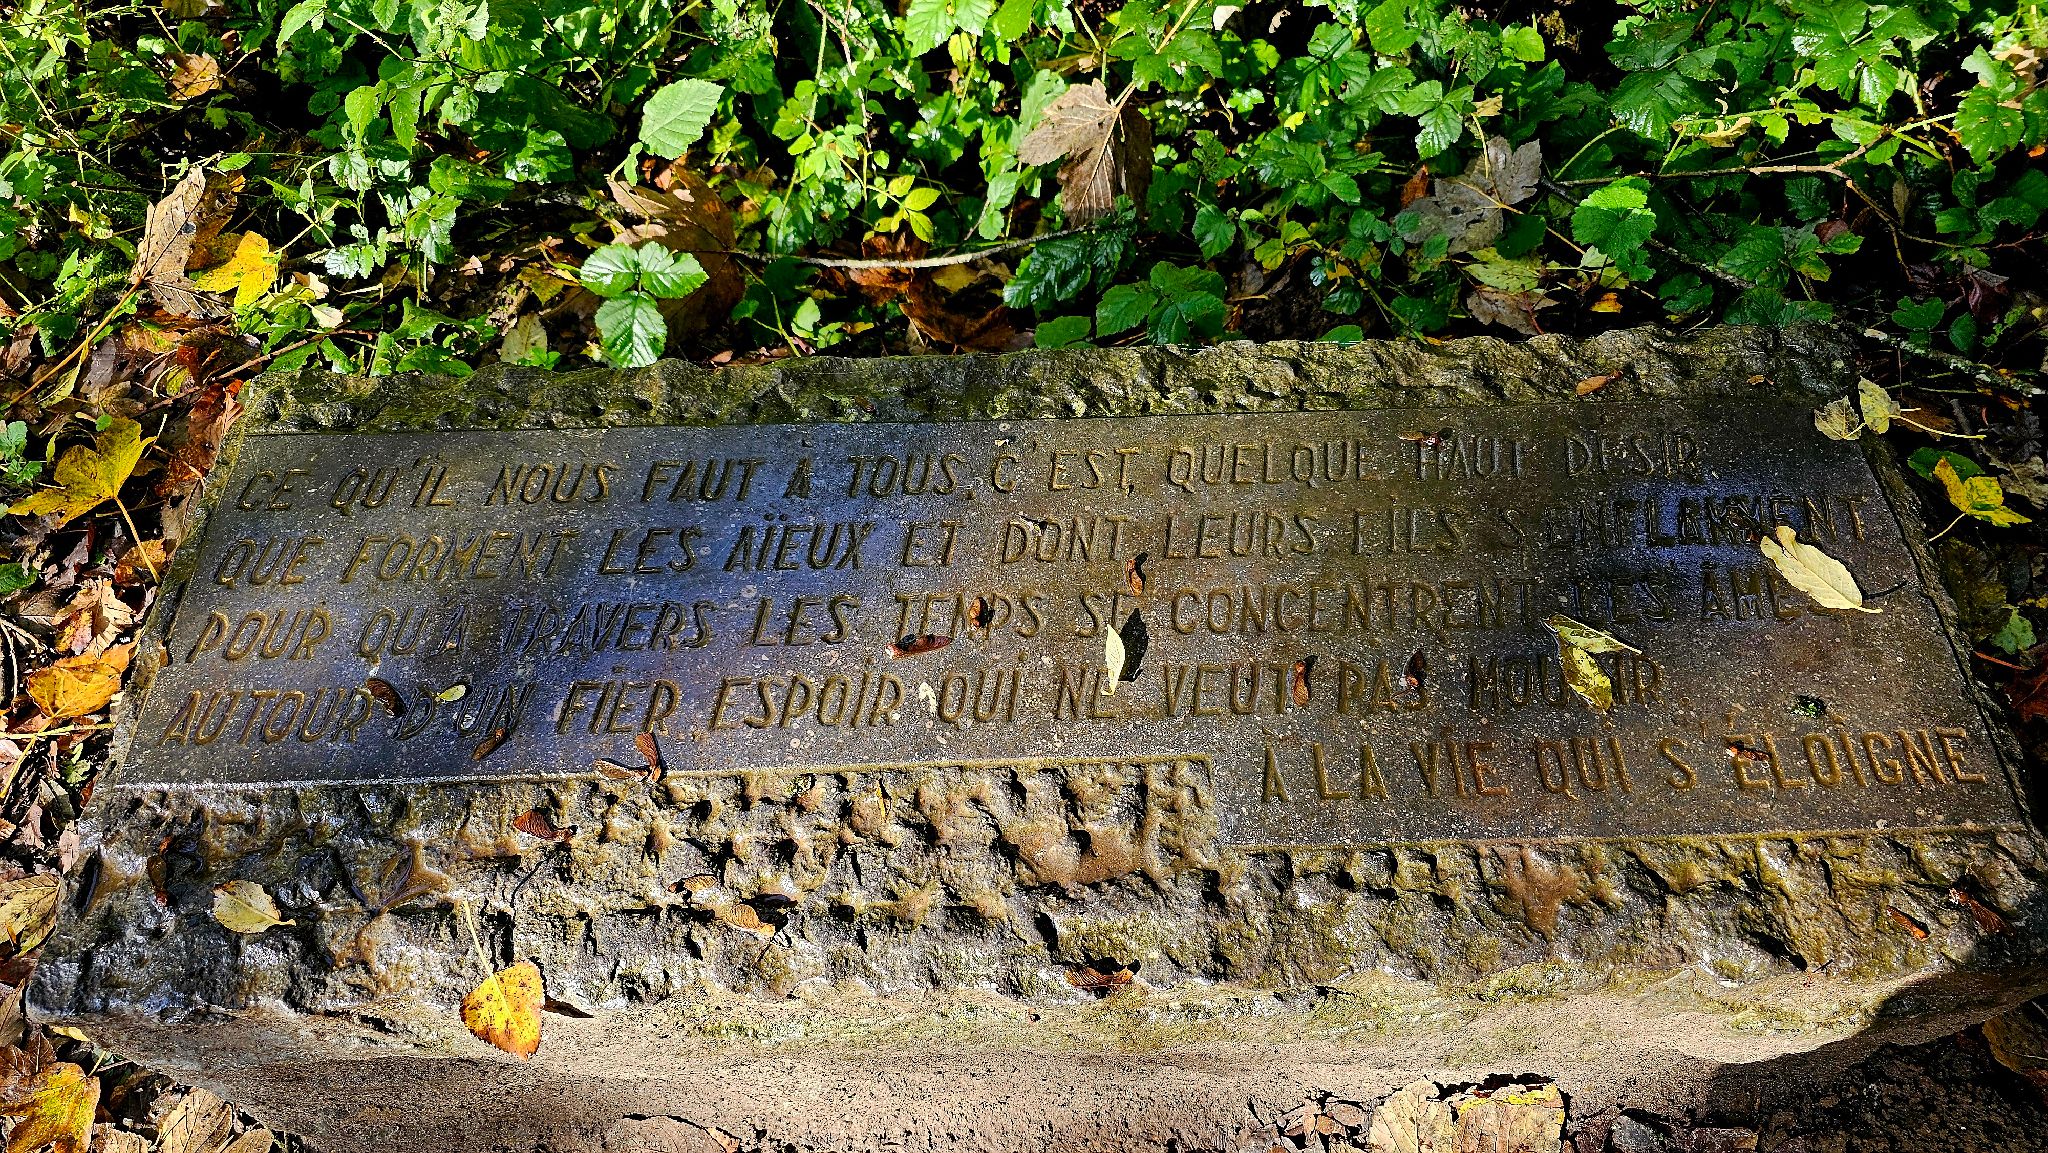 CE QU'IL NOUS FAUT A TOUS, C'EST, QUELQUE HAUT DESIR
QUE FORMENT LES AÏEUX ET DONT LEURS FILS S'ENFLAMMENT
POUR QU'A TRAVERS LES TEMPS SE CONCENTRENT LES ÂMES
AUTOUR D'UN FIER ESPOIR QUI NE VEUT PAS MOURIR
À LA VIE QUI S'ÉLOIGNE